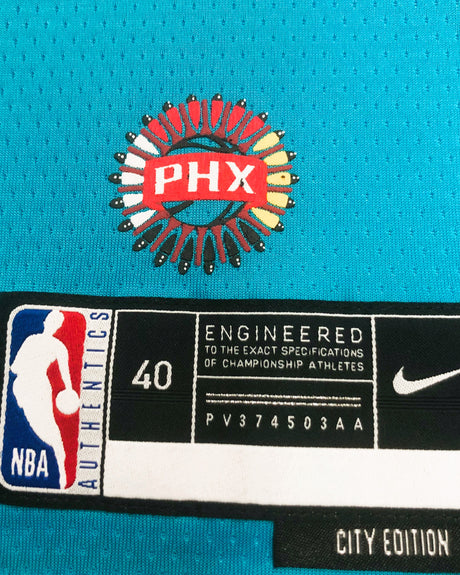 PHX
NBA
AUTHENTICS
40
ENGINEERED
TO THE EXACT SPECIFICATIONS
OF CHAMPIONSHIP ATHLETES
PV374503AA
CITY EDITION